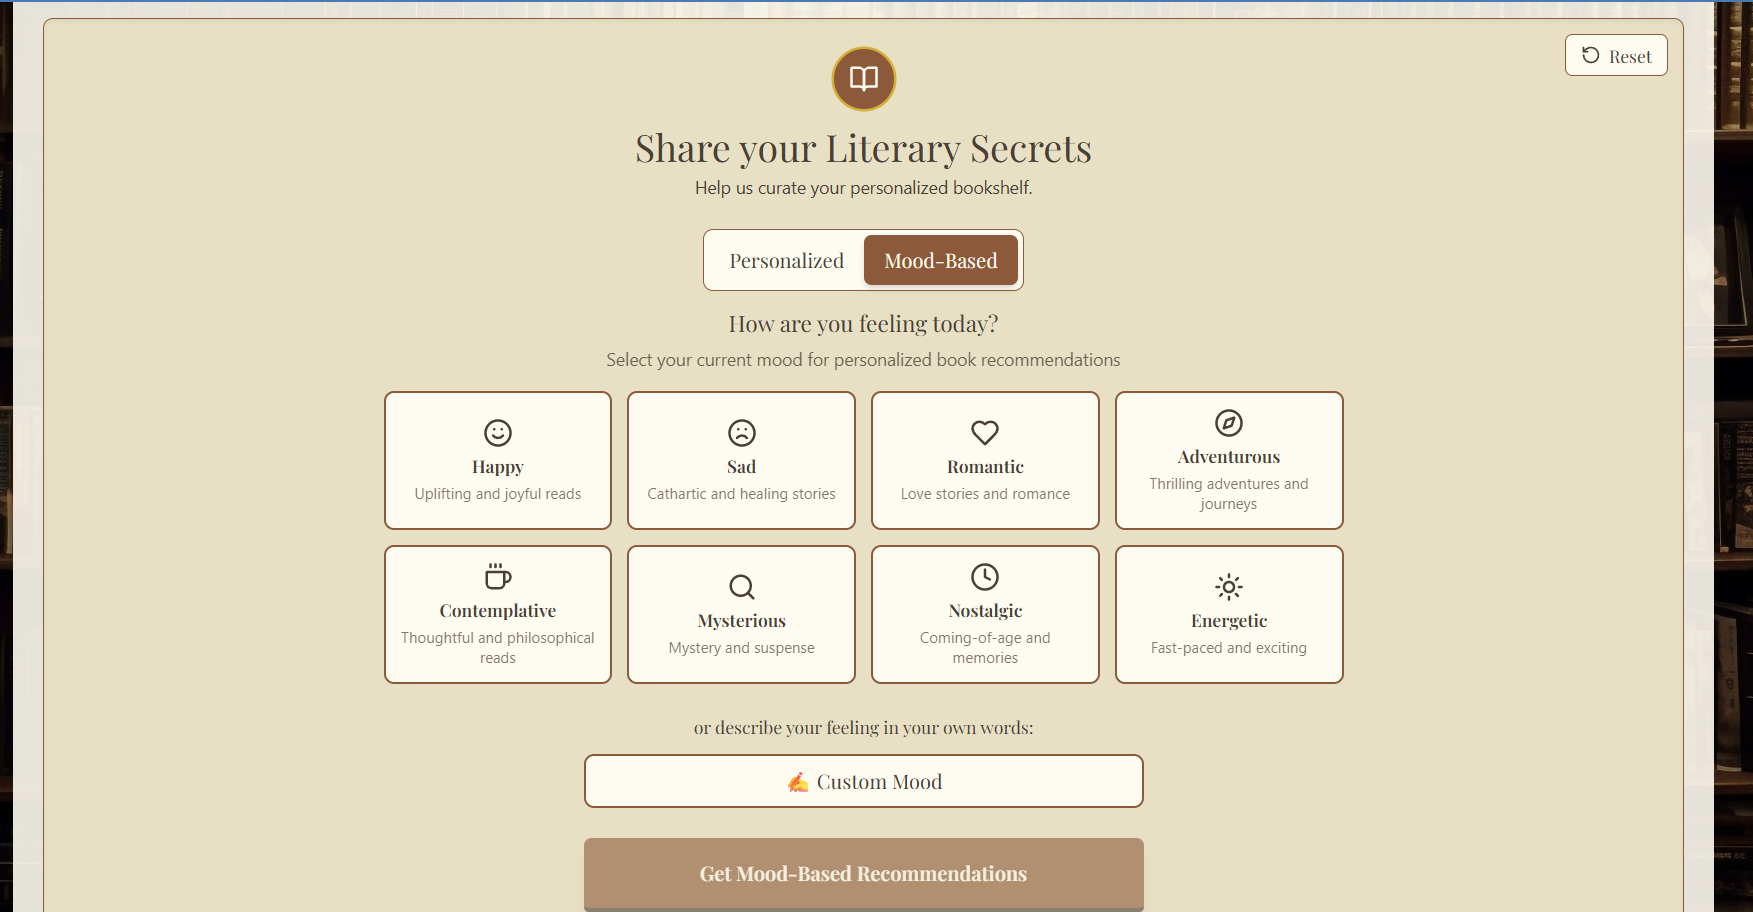 Reset
Share your Literary Secrets
Help us curate your personalized bookshelf.
Personalized
Mood-Based
How are you feeling today?
Select your current mood for personalized book recommendations
Happy
Uplifting and joyful reads
Sad
Cathartic and healing stories
Romantic
Love stories and romance
Adventurous
Thrilling adventures and
journeys
Contemplative
Thoughtful and philosophical
reads
Mysterious
Mystery and suspense
Nostalgic
Coming-of-age and
memories
Energetic
Fast-paced and exciting
or describe your feeling in your own words:
✍️ Custom Mood
Get Mood-Based Recommendations